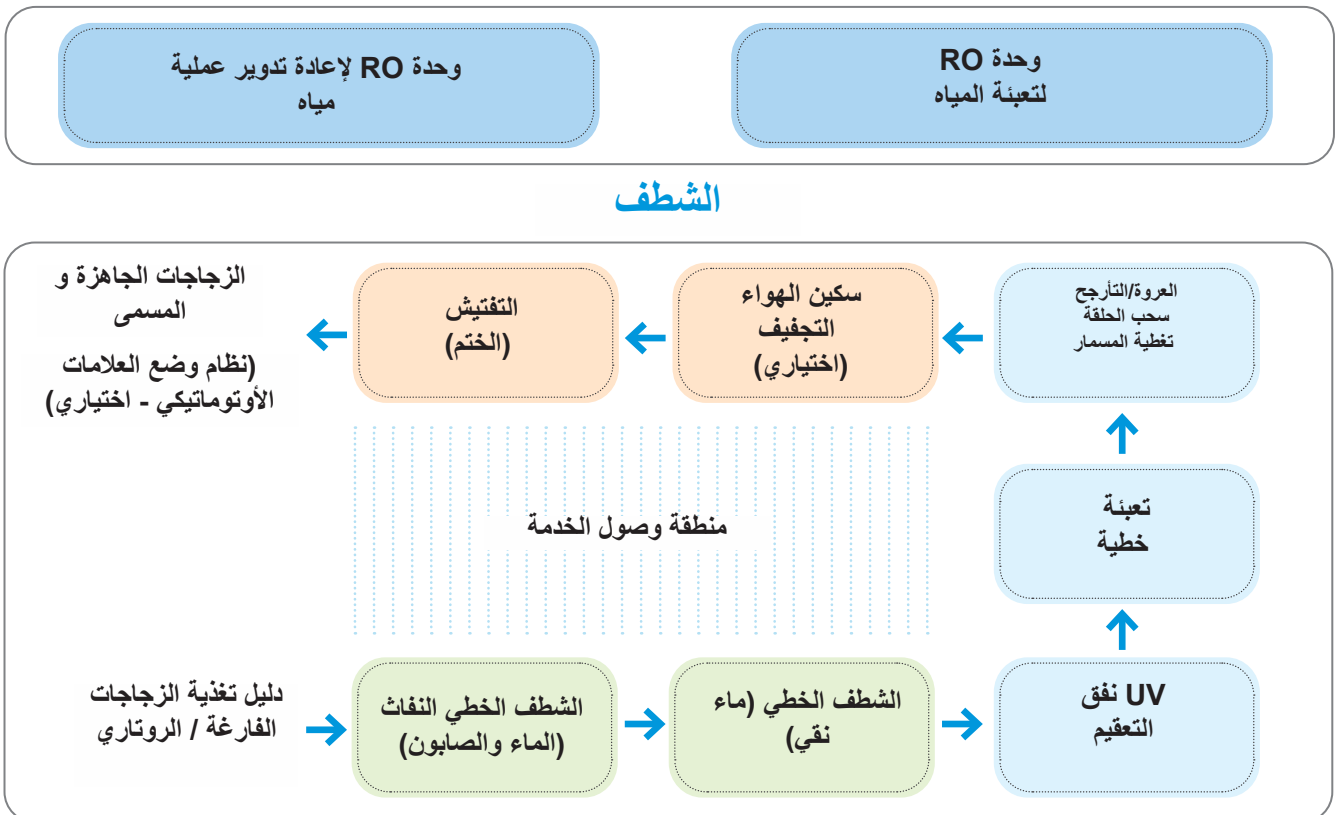 وحدة RO
لتعبئة المياه
وحدة RO لإعادة تدوير عملية
مياه
الشطف
العروة/التأرجح
سحب الحلقة
تغطية المسمار
سكين الهواء
التجفيف
(اختياري)
التفتيش
(الختم)
الزجاجات الجاهزة و
المسمى
(نظام وضع العلامات
الأوتوماتيكي - اختياري)
تعبئة
خطية
منطقة وصول الخدمة
UV نفق
التعقيم
الشطف الخطي (ماء
نقي)
الشطف الخطي النفاث
(الماء والصابون)
دليل تغذية الزجاجات
الفارغة / الروتاري